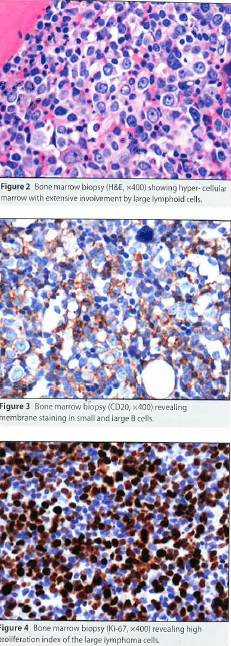 Figure 2 Bone marrow biopsy (H&E, ×400) showing hyper- cellular
marrow with extensive involvement by large lymphoid cells.
Figure 3 Bone marrow biopsy (CD20, ×400) revealing
membrane staining in small and large B cells.
Figure 4 Bone marrow biopsy (Ki-67, ×400) revealing high
proliferation index of the large lymphoma cells.